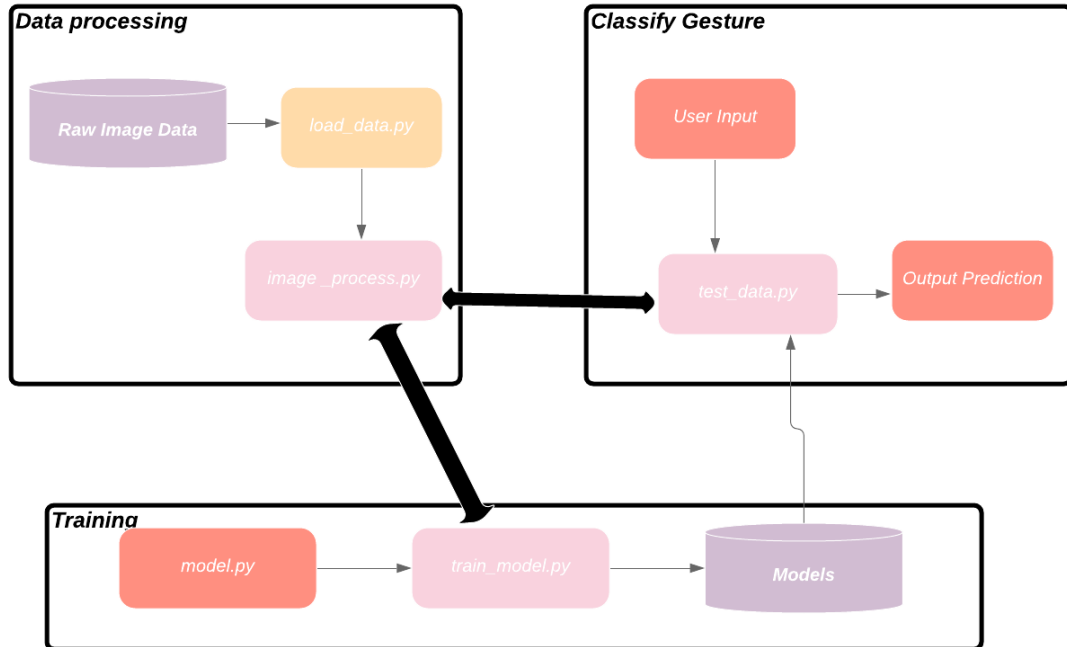 Data processing
Raw Image Data
load_data.py
image _process.py
Classify Gesture
User Input
test_data.py
Output Prediction
Training
model.py
train_model.py
Models